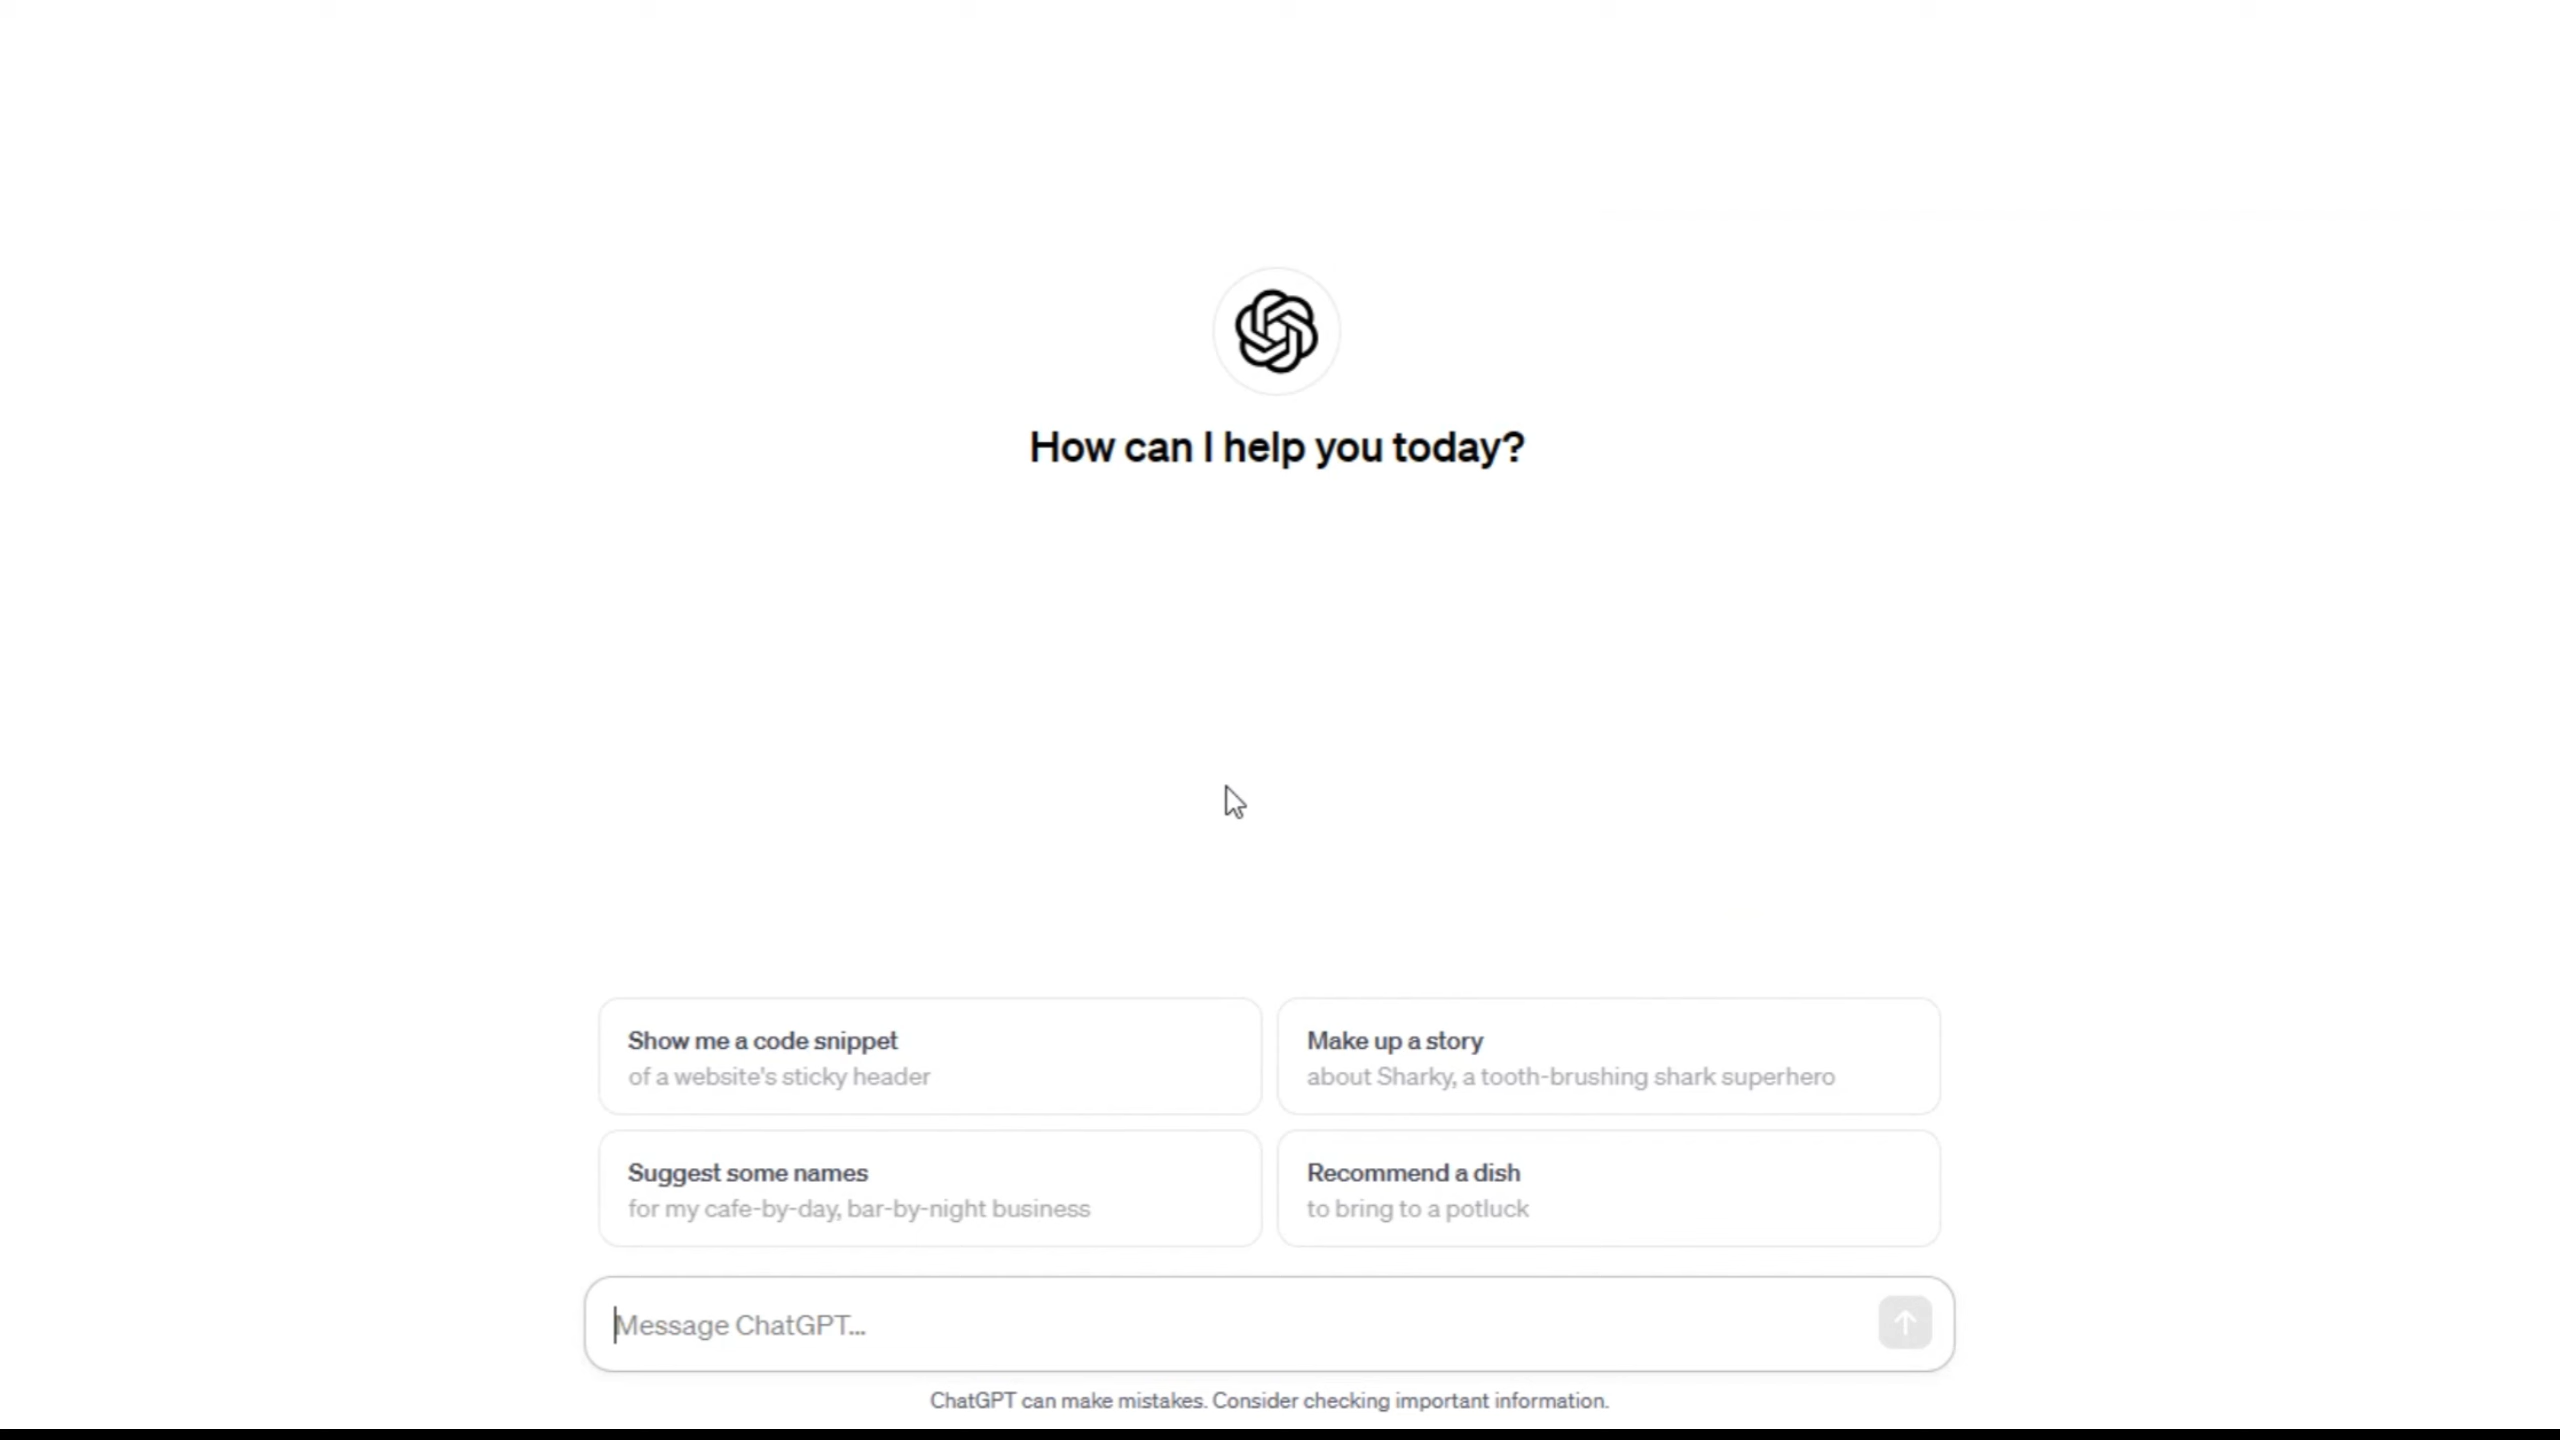 How can I help you today?
Show me a code snippet
of a website's sticky header
Make up a story
about Sharky, a tooth-brushing shark superhero
Suggest some names
for my cafe-by-day, bar-by-night business
Recommend a dish
to bring to a potluck
Message ChatGPT...
ChatGPT can make mistakes. Consider checking important information.